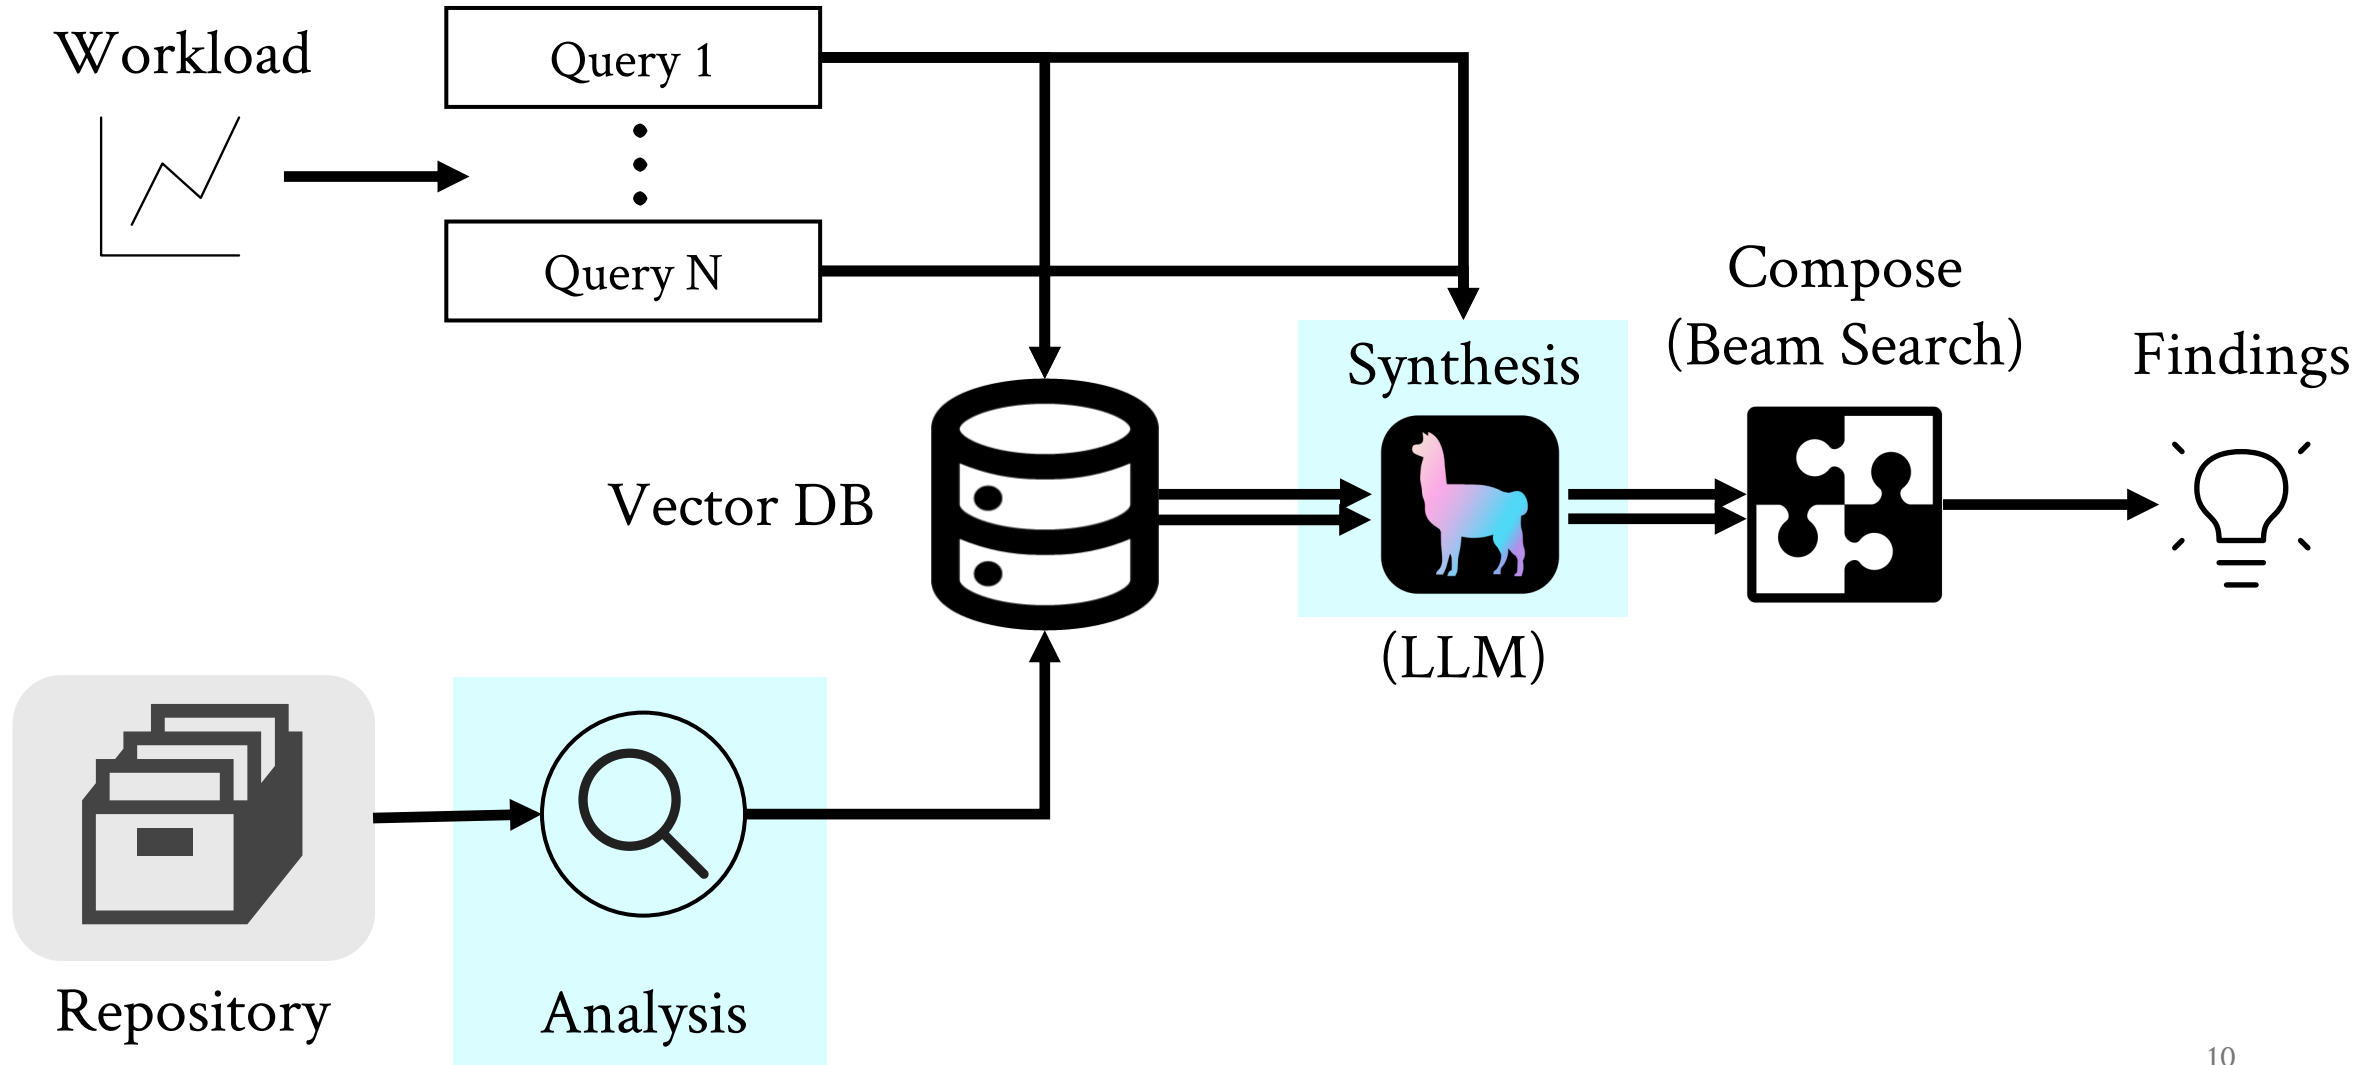 Workload
Query 1
Query N
Compose
(Beam Search)
Findings
Synthesis
Vector DB
(LLM)
Repository
Analysis
10